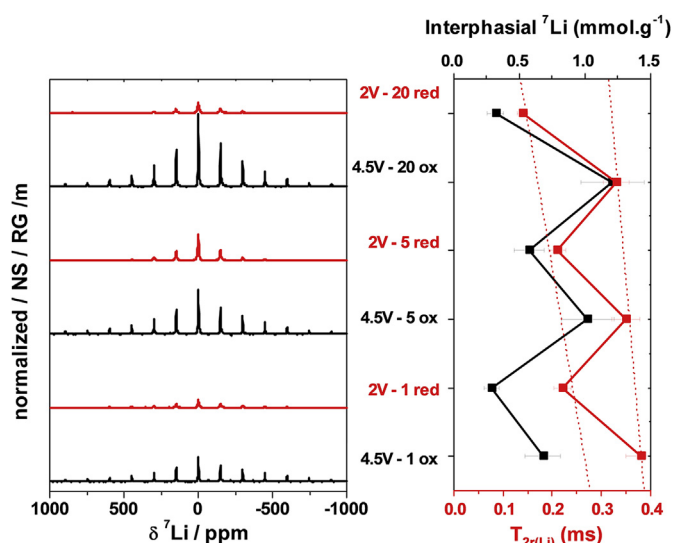 Interphasial ⁷Li (mmol.g⁻¹)
0.0 0.5 1.0 1.5
2V - 20 red
4.5V - 20 ox
2V - 5 red
4.5V - 5 ox
2V - 1 red
4.5V - 1 ox
normalized / NS / RG /m
1000 500 0 -500 -1000
δ ⁷Li / ppm
0.0 0.1 0.2 0.3 0.4
T₂ᵣ₍Li₎ (ms)